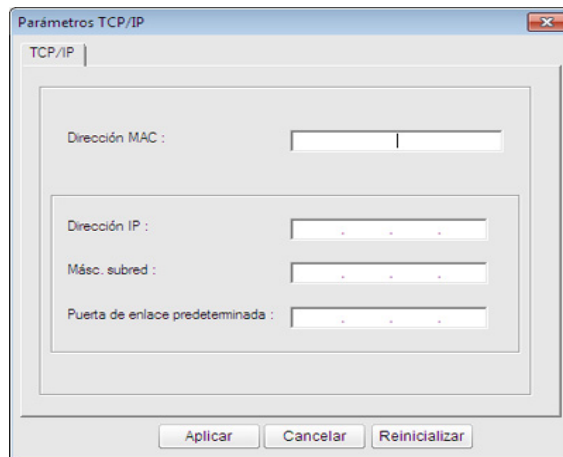 Parámetros TCP/IP
TCP/IP
Dirección MAC :
Dirección IP : . . .
Másc. subred : . . .
Puerta de enlace predeterminada : . . .
Aplicar Cancelar Reinicializar